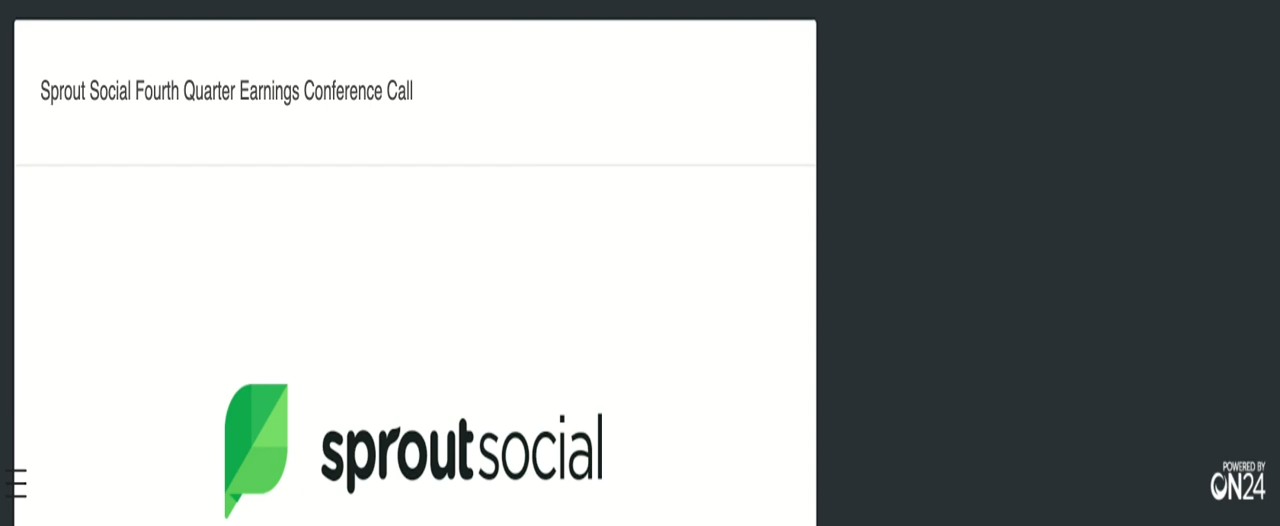 Sprout Social Fourth Quarter Earnings Conference Call
sproutsocial
POWERED BY
ON24